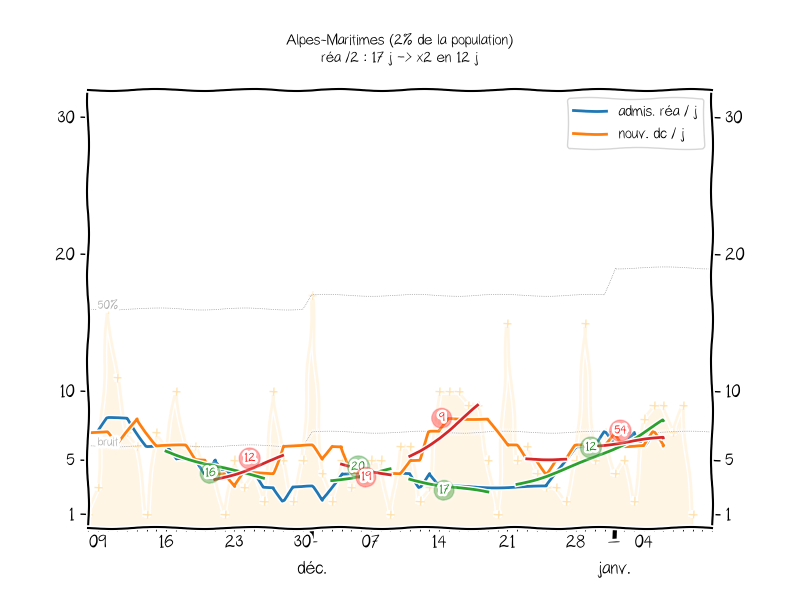 Alpes-Maritimes (2% de la population)
réa /2 : 17 j -> x2 en 12 j
admis. réa / j
nouv. dc / j
30 30
20 20
50%
10 10
9
bruit
54
12
12
5 5
20
16
19
17
1 1
09 16 23 30 07 14 21 28 04
déc. janv.